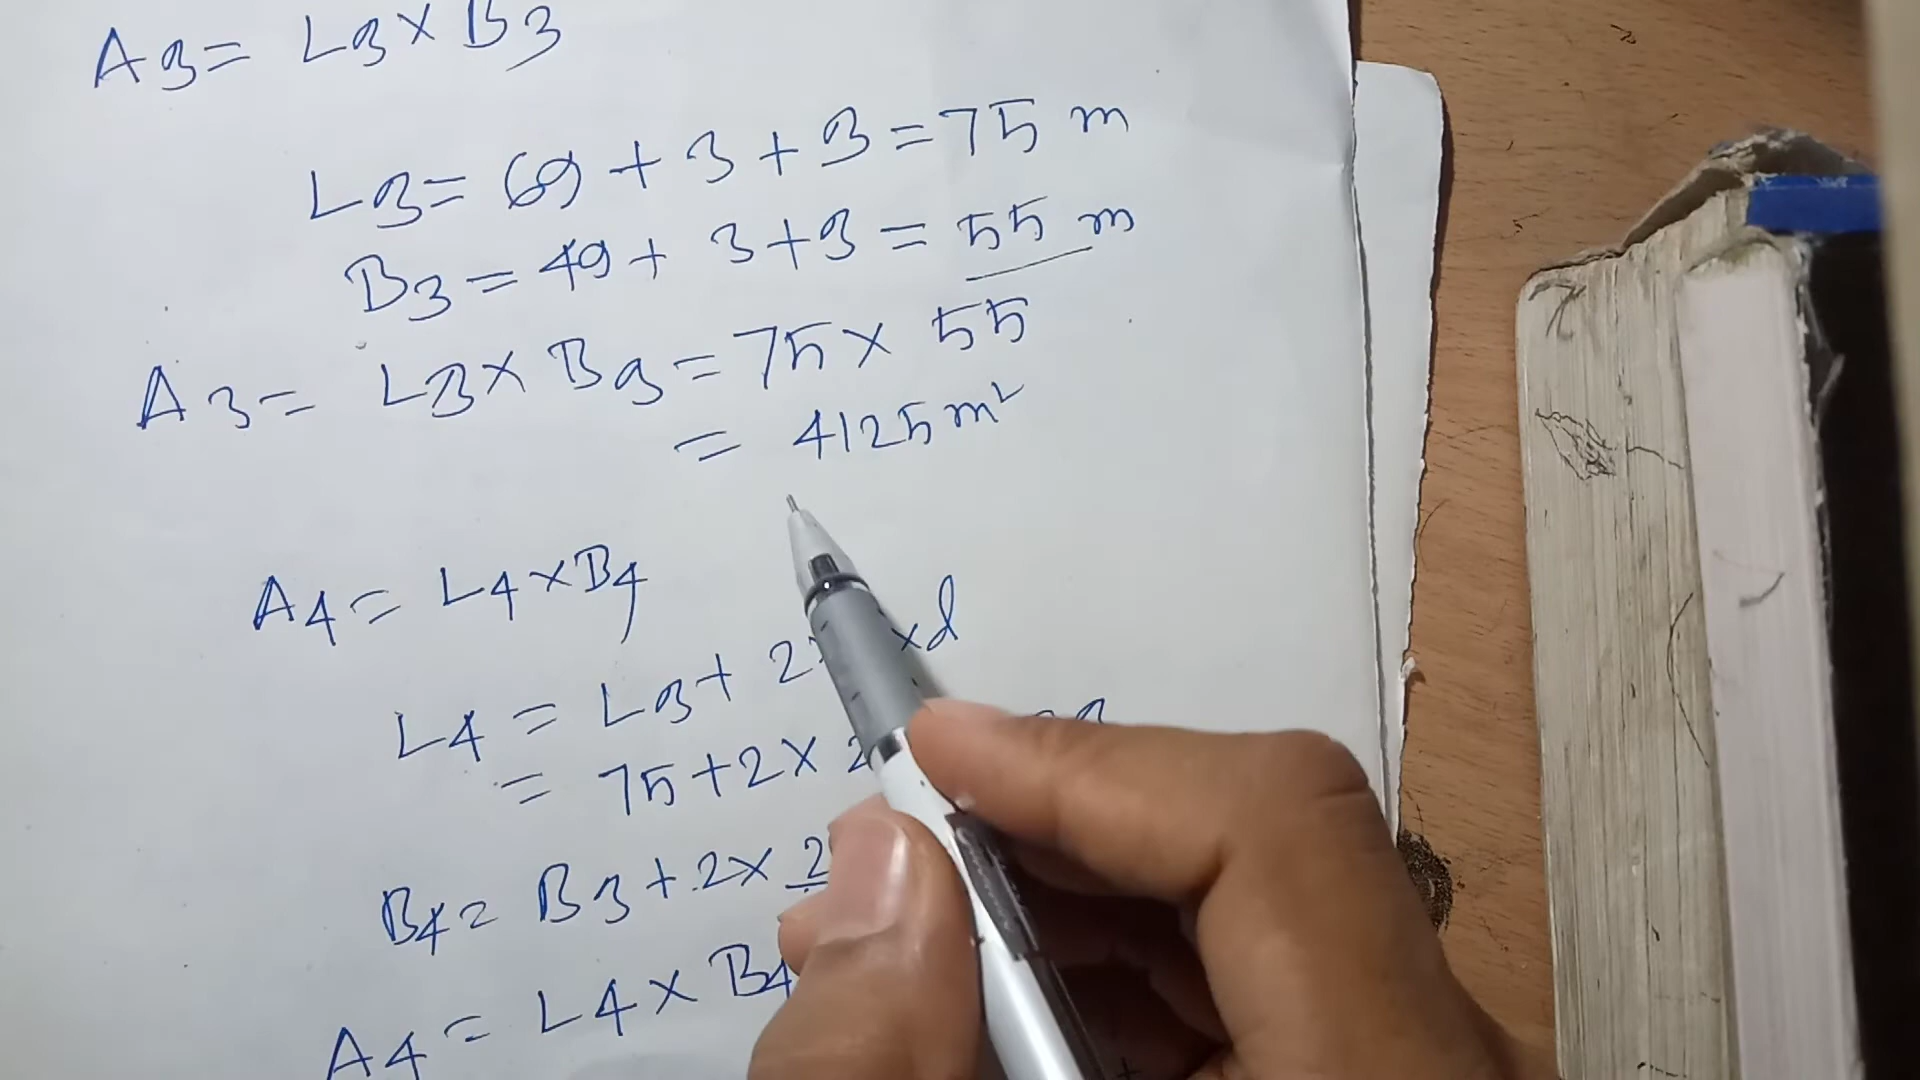 A3 = L3 × B3
L3 = 69 + 3 + 3 = 75 m
B3 = 49 + 3 + 3 = 55 m
A3 = L3 × B3 = 75 × 55
= 4125 m²
A4 = L4 × B4
L4 = L3 + 2 × d
= 75 + 2 ×
B4 = B3 + 2 × 2
A4 = L4 × B4